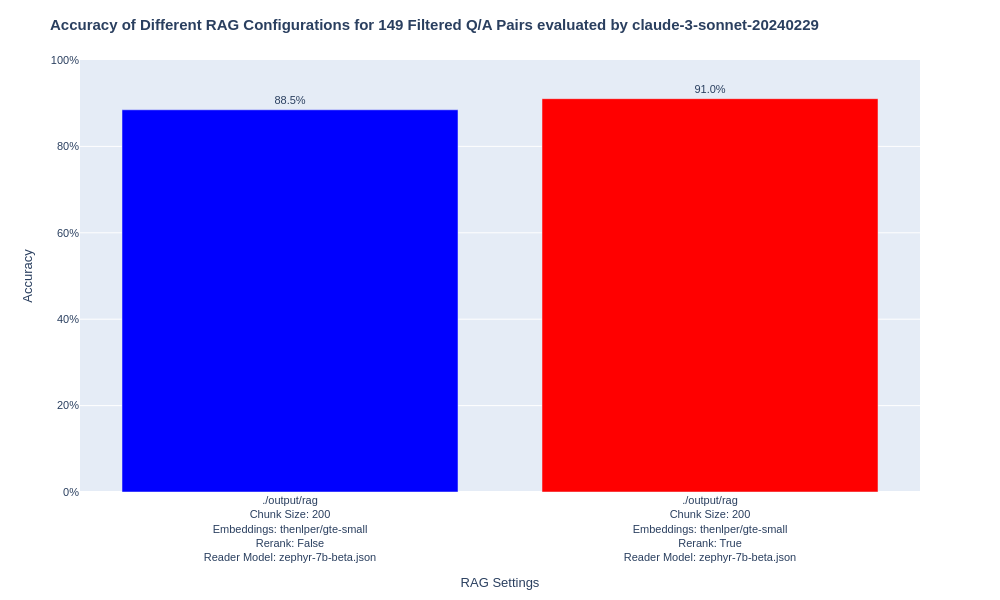 Accuracy of Different RAG Configurations for 149 Filtered Q/A Pairs evaluated by claude-3-sonnet-20240229
100%
80%
60%
40%
20%
0%
Accuracy
88.5%
91.0%
./output/rag
Chunk Size: 200
Embeddings: thenlper/gte-small
Rerank: False
Reader Model: zephyr-7b-beta.json
./output/rag
Chunk Size: 200
Embeddings: thenlper/gte-small
Rerank: True
Reader Model: zephyr-7b-beta.json
RAG Settings